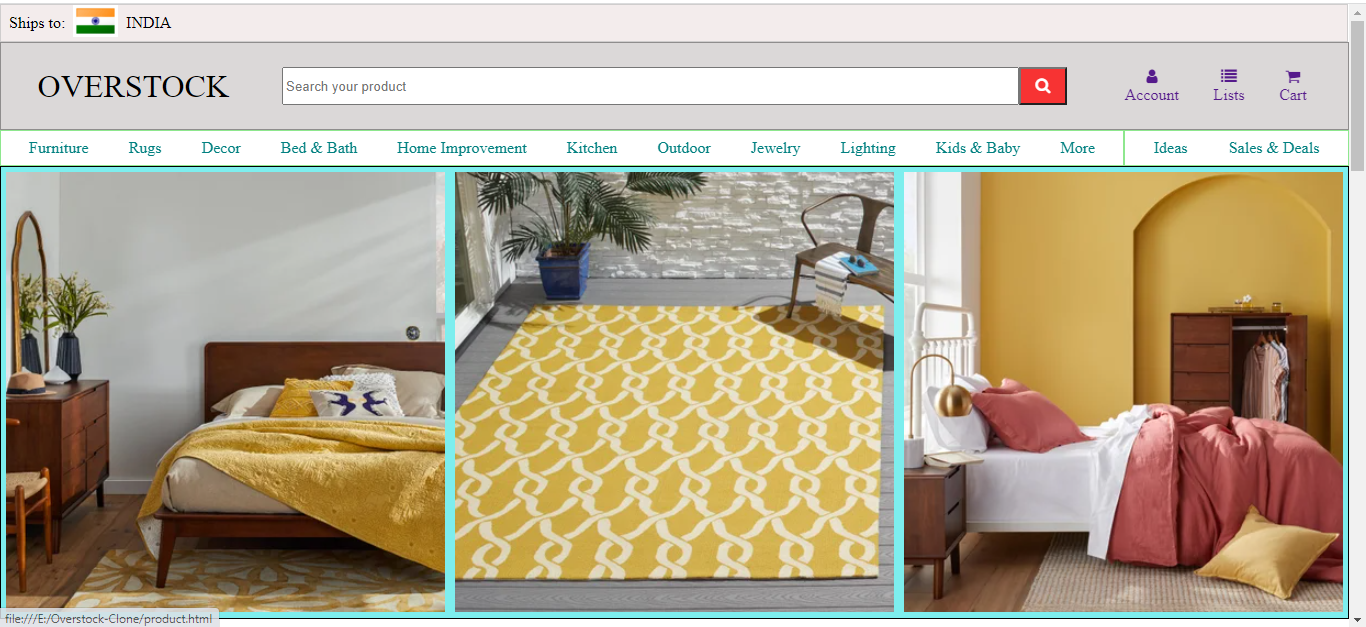 Ships to: INDIA
OVERSTOCK
Search your product
Account Lists Cart
Furniture Rugs Decor Bed & Bath Home Improvement Kitchen Outdoor Jewelry Lighting Kids & Baby More Ideas Sales & Deals
file:///E:/Overstock-Clone/product.html